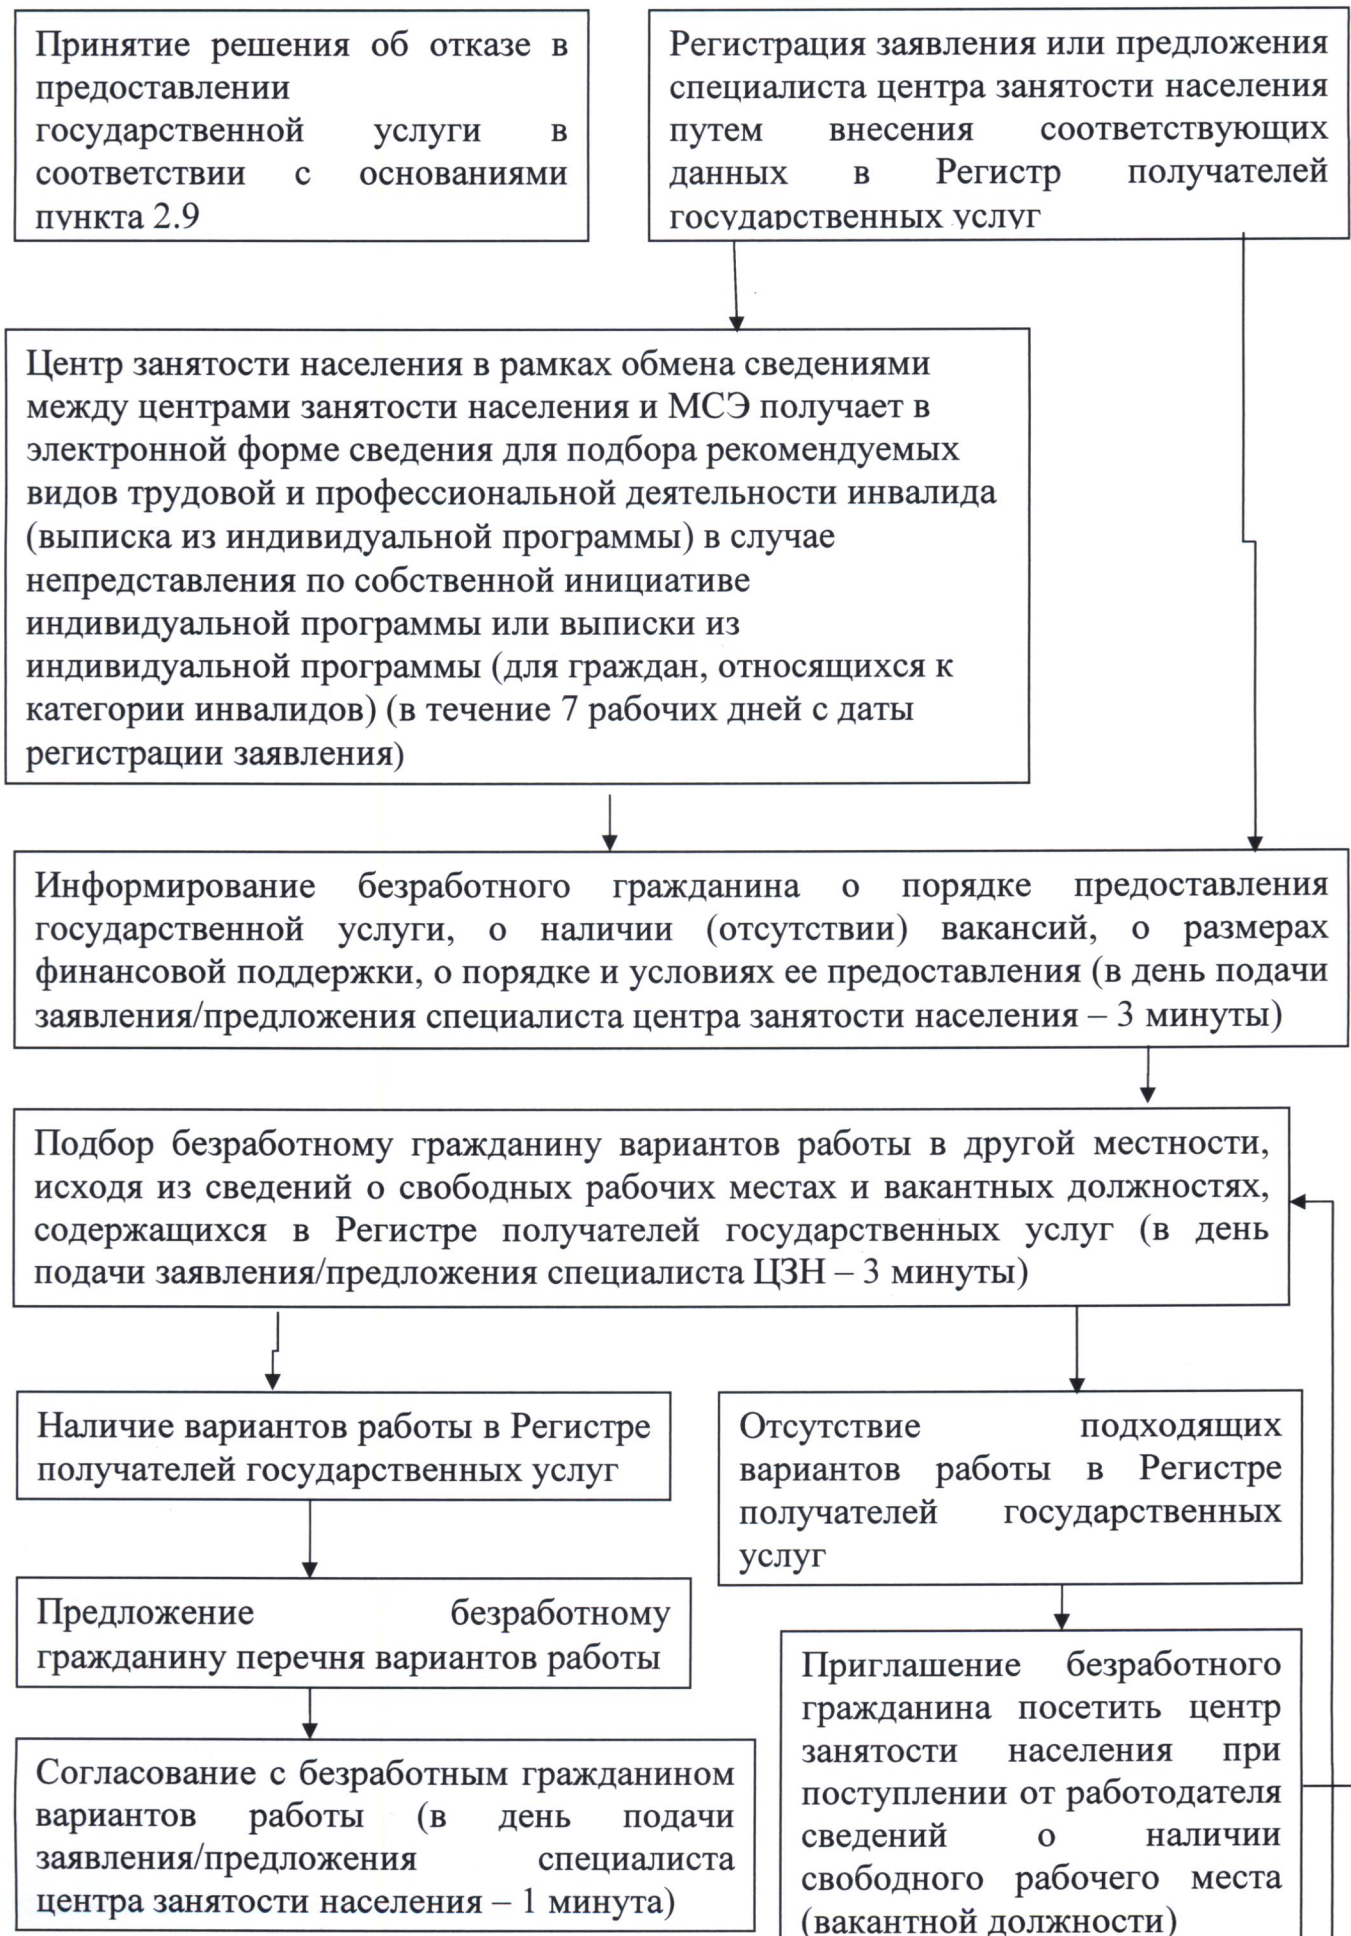 Принятие решения об отказе в
предоставлении
государственной услуги в
соответствии с основаниями
пункта 2.9
Регистрация заявления или предложения
специалиста центра занятости населения
путем внесения соответствующих
данных в Регистр получателей
государственных услуг
Центр занятости населения в рамках обмена сведениями
между центрами занятости населения и МСЭ получает в
электронной форме сведения для подбора рекомендуемых
видов трудовой и профессиональной деятельности инвалида
(выписка из индивидуальной программы) в случае
непредставления по собственной инициативе
индивидуальной программы или выписки из
индивидуальной программы (для граждан, относящихся к
категории инвалидов) (в течение 7 рабочих дней с даты
регистрации заявления)
Информирование безработного гражданина о порядке предоставления
государственной услуги, о наличии (отсутствии) вакансий, о размерах
финансовой поддержки, о порядке и условиях ее предоставления (в день подачи
заявления/предложения специалиста центра занятости населения – 3 минуты)
Подбор безработному гражданину вариантов работы в другой местности,
исходя из сведений о свободных рабочих местах и вакантных должностях,
содержащихся в Регистре получателей государственных услуг (в день
подачи заявления/предложения специалиста ЦЗН – 3 минуты)
Наличие вариантов работы в Регистре
получателей государственных услуг
Предложение безработному
гражданину перечня вариантов работы
Согласование с безработным гражданином
вариантов работы (в день подачи
заявления/предложения специалиста
центра занятости населения – 1 минута)
Отсутствие подходящих
вариантов работы в Регистре
получателей государственных
услуг
Приглашение безработного
гражданина посетить центр
занятости населения при
поступлении от работодателя
сведений о наличии
свободного рабочего места
(вакантной должности)